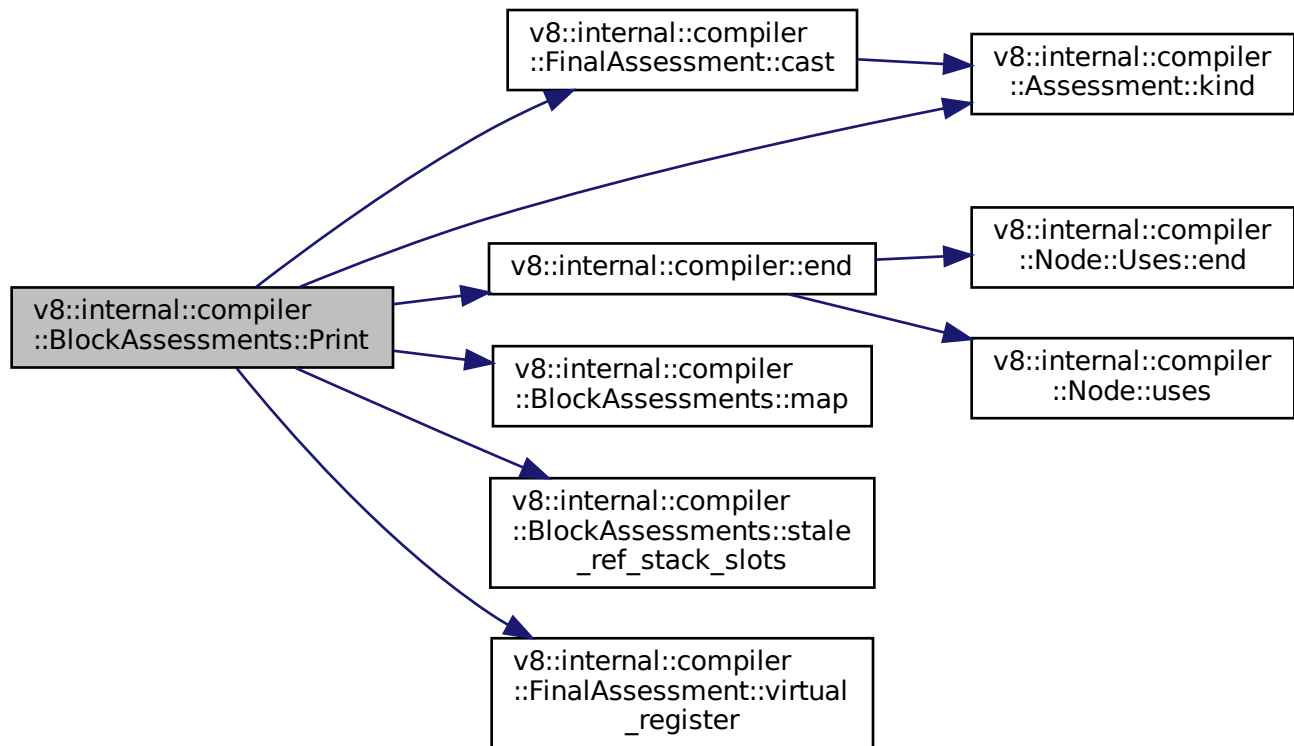 v8::internal::compiler
::FinalAssessment::cast
v8::internal::compiler
::Assessment::kind
v8::internal::compiler
::Node::Uses::end
v8::internal::compiler::end
v8::internal::compiler
::BlockAssessments::Print
v8::internal::compiler
::Node::uses
v8::internal::compiler
::BlockAssessments::map
v8::internal::compiler
::BlockAssessments::stale
_ref_stack_slots
v8::internal::compiler
::FinalAssessment::virtual
_register